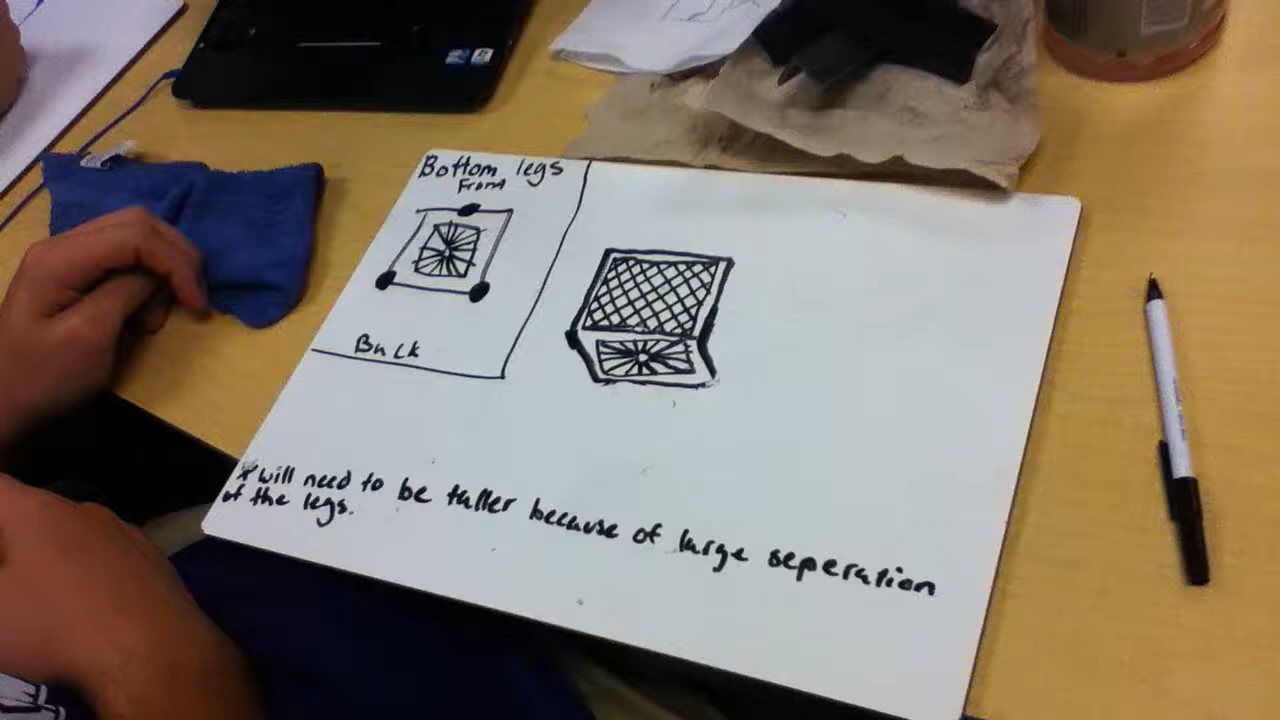 Bottom legs
Front
Back
* will need to be taller because of large seperation
of the legs.